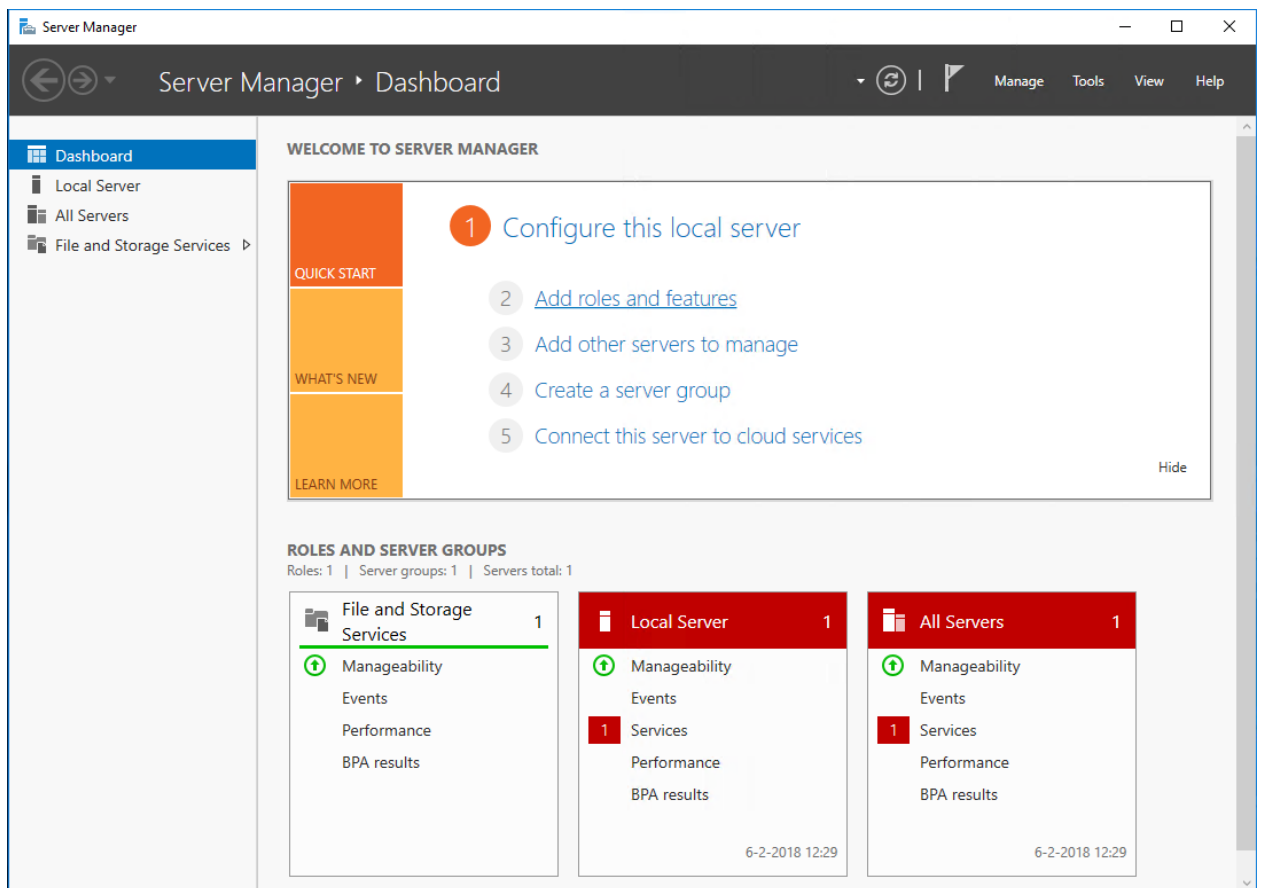 Server Manager
Server Manager ‣ Dashboard
Manage Tools View Help
Dashboard
Local Server
All Servers
File and Storage Services
WELCOME TO SERVER MANAGER
QUICK START
WHAT'S NEW
LEARN MORE
1 Configure this local server
2 Add roles and features
3 Add other servers to manage
4 Create a server group
5 Connect this server to cloud services
Hide
ROLES AND SERVER GROUPS
Roles: 1 | Server groups: 1 | Servers total: 1
File and Storage
Services 1
Manageability
Events
Performance
BPA results
Local Server 1
Manageability
Events
1 Services
Performance
BPA results
6-2-2018 12:29
All Servers 1
Manageability
Events
1 Services
Performance
BPA results
6-2-2018 12:29